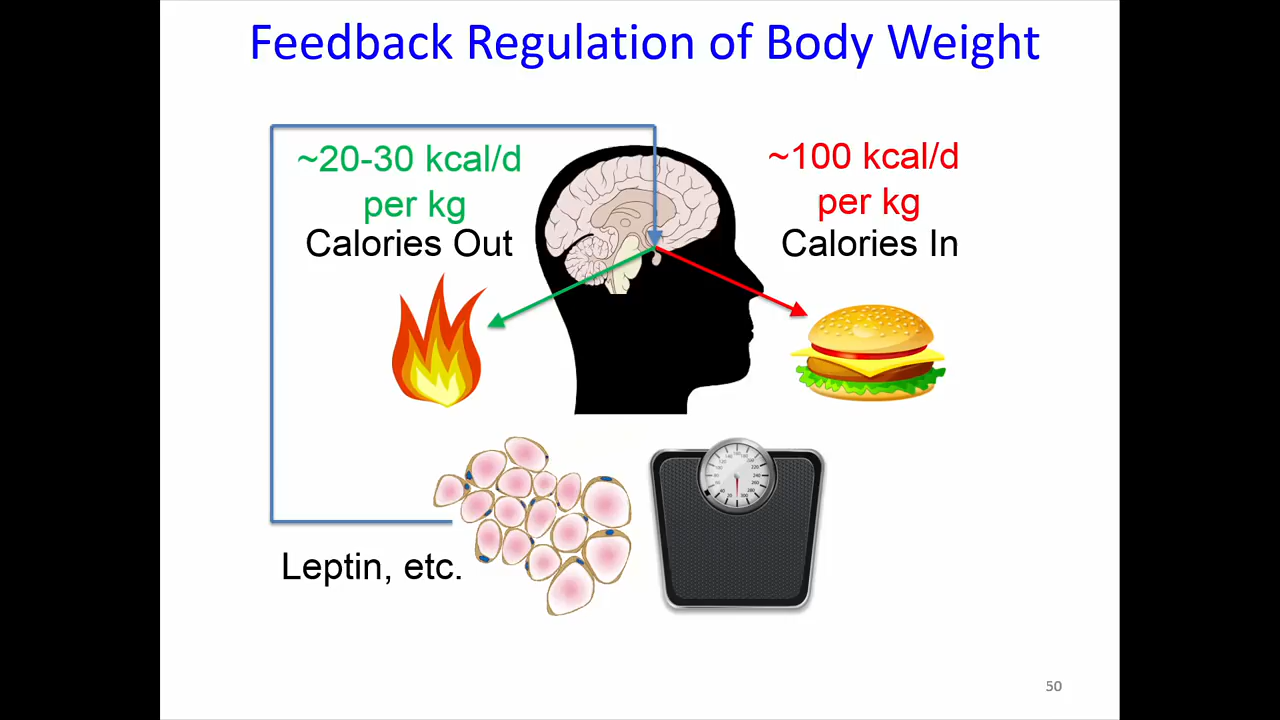 Feedback Regulation of Body Weight
~20-30 kcal/d
per kg
Calories Out
~100 kcal/d
per kg
Calories In
Leptin, etc.
50